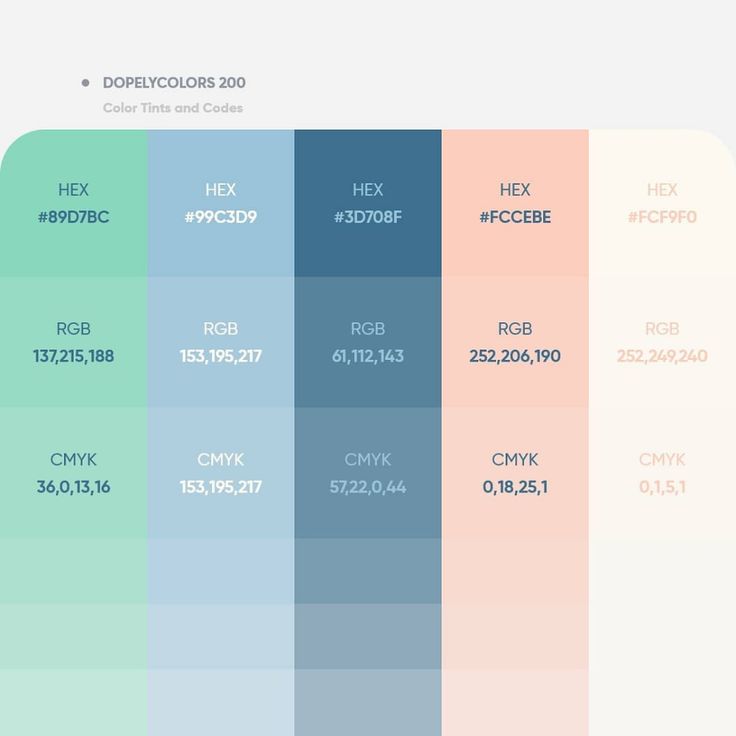 DOPELYCOLORS 200
Color Tints and Codes
HEX
#89D7BC
HEX
#99C3D9
HEX
#3D708F
HEX
#FCCEBE
HEX
#FCF9F0
RGB
137,215,188
RGB
153,195,217
RGB
61,112,143
RGB
252,206,190
RGB
252,249,240
CMYK
36,0,13,16
CMYK
153,195,217
CMYK
57,22,0,44
CMYK
0,18,25,1
CMYK
0,1,5,1